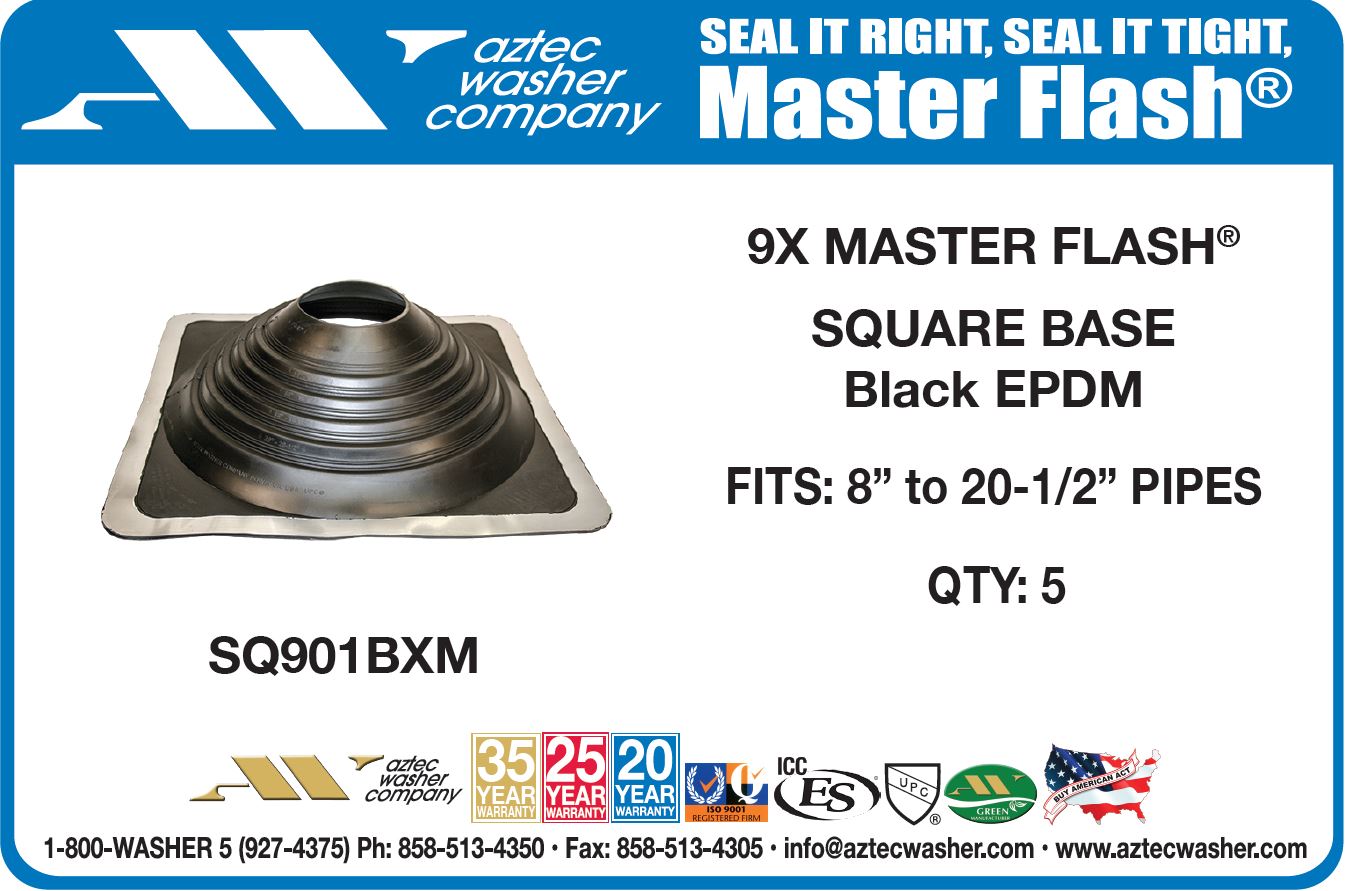 aztec
washer
company
SEAL IT RIGHT, SEAL IT TIGHT,
Master Flash®
9X MASTER FLASH®
SQUARE BASE
Black EPDM
FITS: 8” to 20-1/2” PIPES
QTY: 5
SQ901BXM
aztec
washer
company
35
YEAR
WARRANTY
25
YEAR
WARRANTY
20
YEAR
WARRANTY
Q
ISO 9001
REGISTERED FIRM
ICC
ES
UPC
®
GREEN
MANUFACTURER
BUY AMERICAN ACT
1-800-WASHER 5 (927-4375) Ph: 858-513-4350 • Fax: 858-513-4305 • info@aztecwasher.com • www.aztecwasher.com